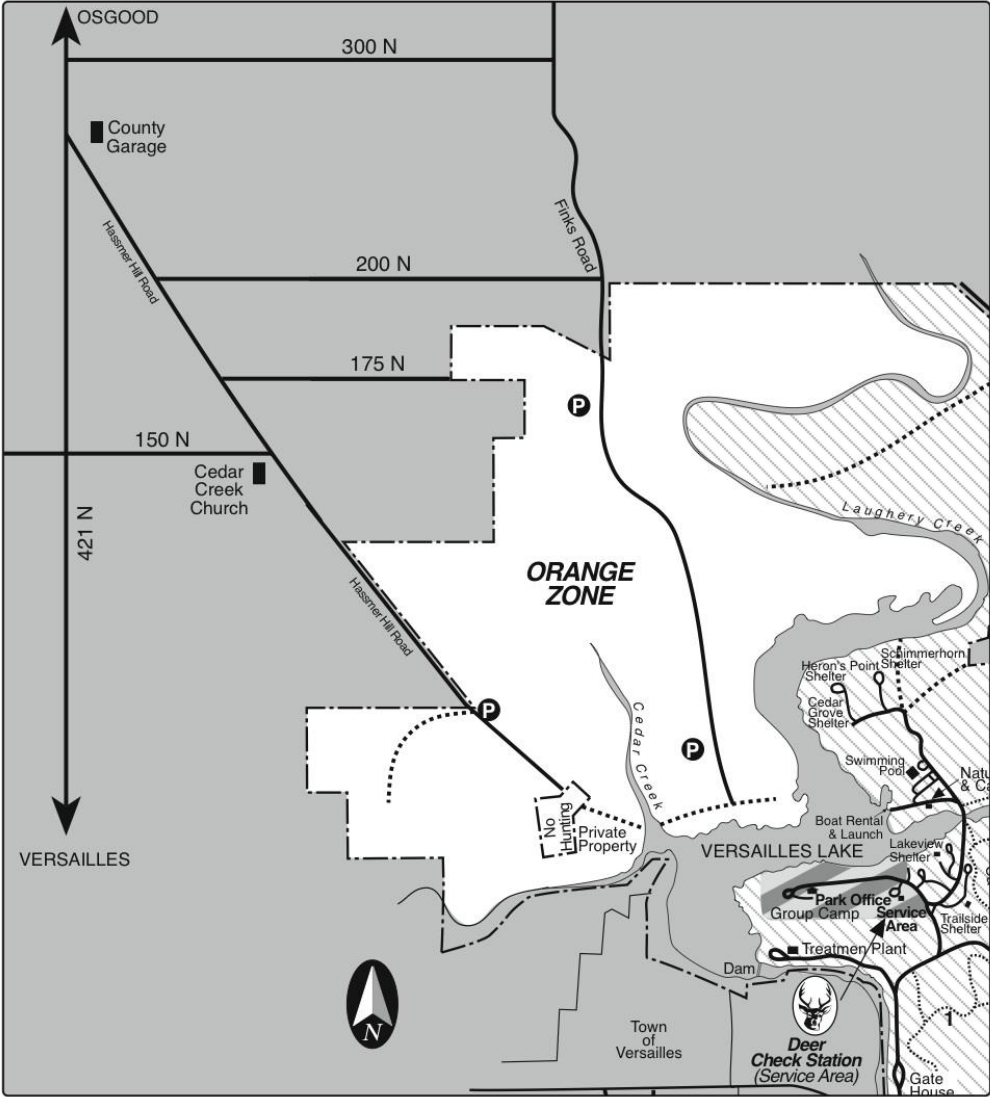 OSGOOD
300 N
County
Garage
Hassmer Hill Road
Finks Road
200 N
175 N
P
150 N
Cedar
Creek
Church
421 N
Laughery Creek
ORANGE
ZONE
Hassmer Hill Road
Heron's Point
Shelter
Schimmerhorn
Shelter
Cedar
Grove
Shelter
P
Cedar Creek
P
Swimming
Pool
Natu
& Ca
No
Hunting
Private
Property
Boat Rental
& Launch
VERSAILLES
VERSAILLES LAKE
Lakeview
Shelter
Park Office
Group Camp
Service
Area
Trailside
Shelter
Treatmen Plant
Dam
N
Town
of
Versailles
1
Deer
Check Station
(Service Area)
Gate
House